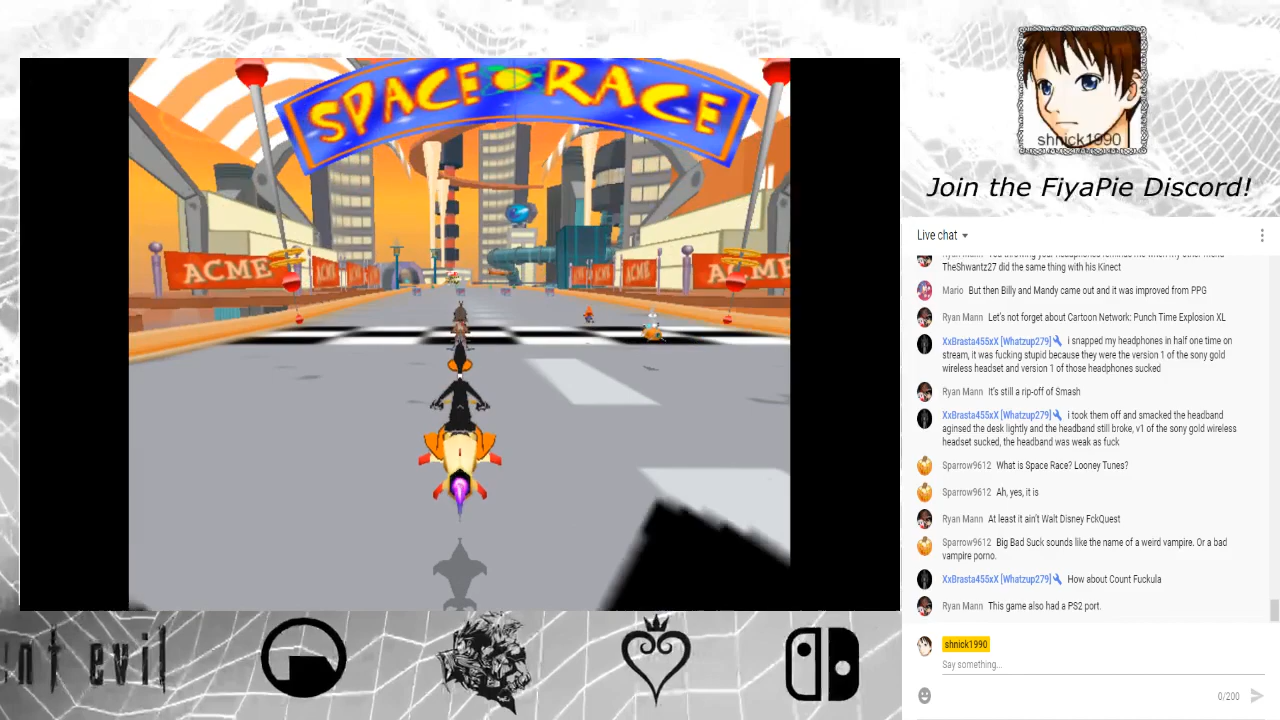 SPACE RACE
ACME
ACME
ACME
ACME
shnick1990
Join the FiyaPie Discord!
Live chat
TheShwantz27 did the same thing with his Kinect
Mario But then Billy and Mandy came out and it was improved from PPG
Ryan Mann Let's not forget about Cartoon Network: Punch Time Explosion XL
XxBrasta455xX [Whatzup279] i snapped my headphones in half one time on
stream, it was fucking stupid because they were the version 1 of the sony gold
wireless headset and version 1 of those headphones sucked
Ryan Mann It's still a rip-off of Smash
XxBrasta455xX [Whatzup279] i took them off and smacked the headband
aginsed the desk lightly and the headband still broke, v1 of the sony gold wireless
headset sucked, the headband was weak as fuck
Sparrow9612 What is Space Race? Looney Tunes?
Sparrow9612 Ah, yes, it is
Ryan Mann At least it ain't Walt Disney FckQuest
Sparrow9612 Big Bad Suck sounds like the name of a weird vampire. Or a bad
vampire porno.
XxBrasta455xX [Whatzup279] How about Count Fuckula
Ryan Mann This game also had a PS2 port.
shnick1990
Say something...
0/200
nt evil